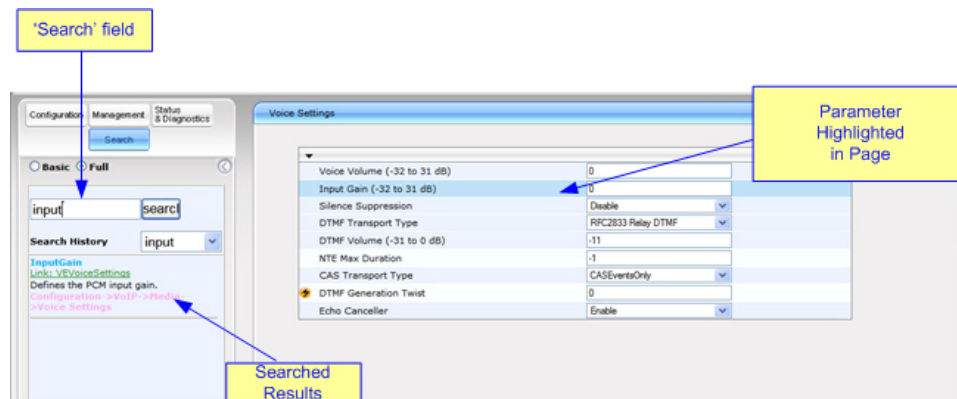 'Search' field
Configuration
Management
Status
& Diagnostics
Search
Basic
Full
input
searcl
Search History
input
InputGain
Link: VEVoiceSettings
Defines the PCM input gain.
Configuration->VoIP->Media-
>Voice Settings
Searched
Results
Voice Settings
Parameter
Highlighted
in Page
Voice Volume (-32 to 31 dB) 0
Input Gain (-32 to 31 dB) 0
Silence Suppression Disable
DTMF Transport Type RFC2833 Relay DTMF
DTMF Volume (-31 to 0 dB) -11
NTE Max Duration -1
CAS Transport Type CASEventsOnly
DTMF Generation Twist 0
Echo Canceller Enable